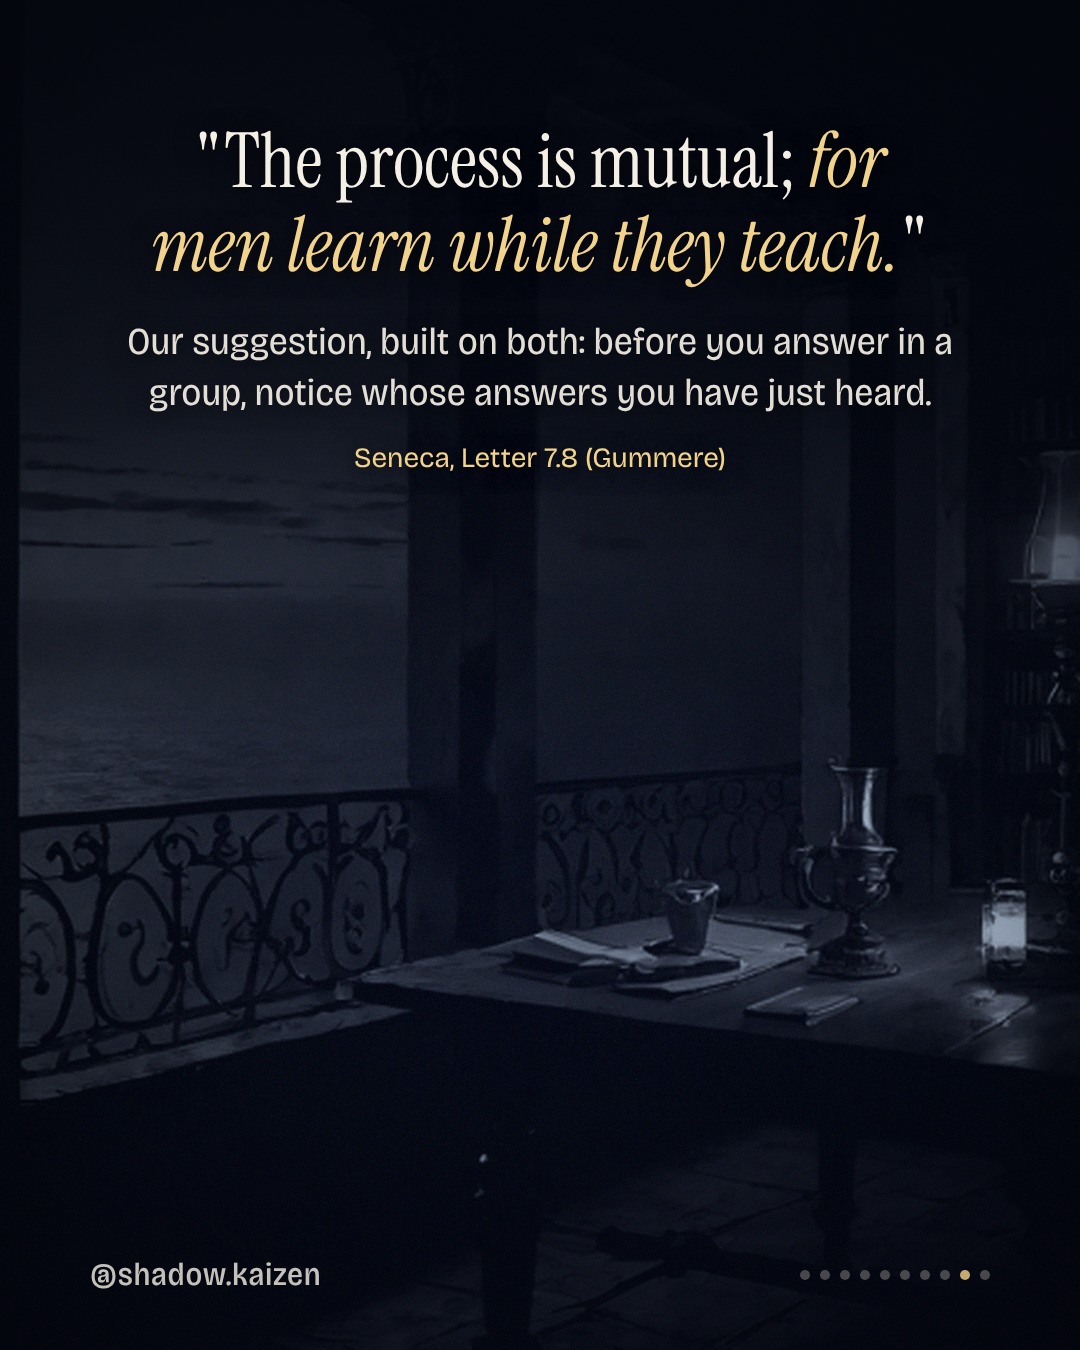 "The process is mutual; for
men learn while they teach."
Our suggestion, built on both: before you answer in a
group, notice whose answers you have just heard.
Seneca, Letter 7.8 (Gummere)
@shadow.kaizen